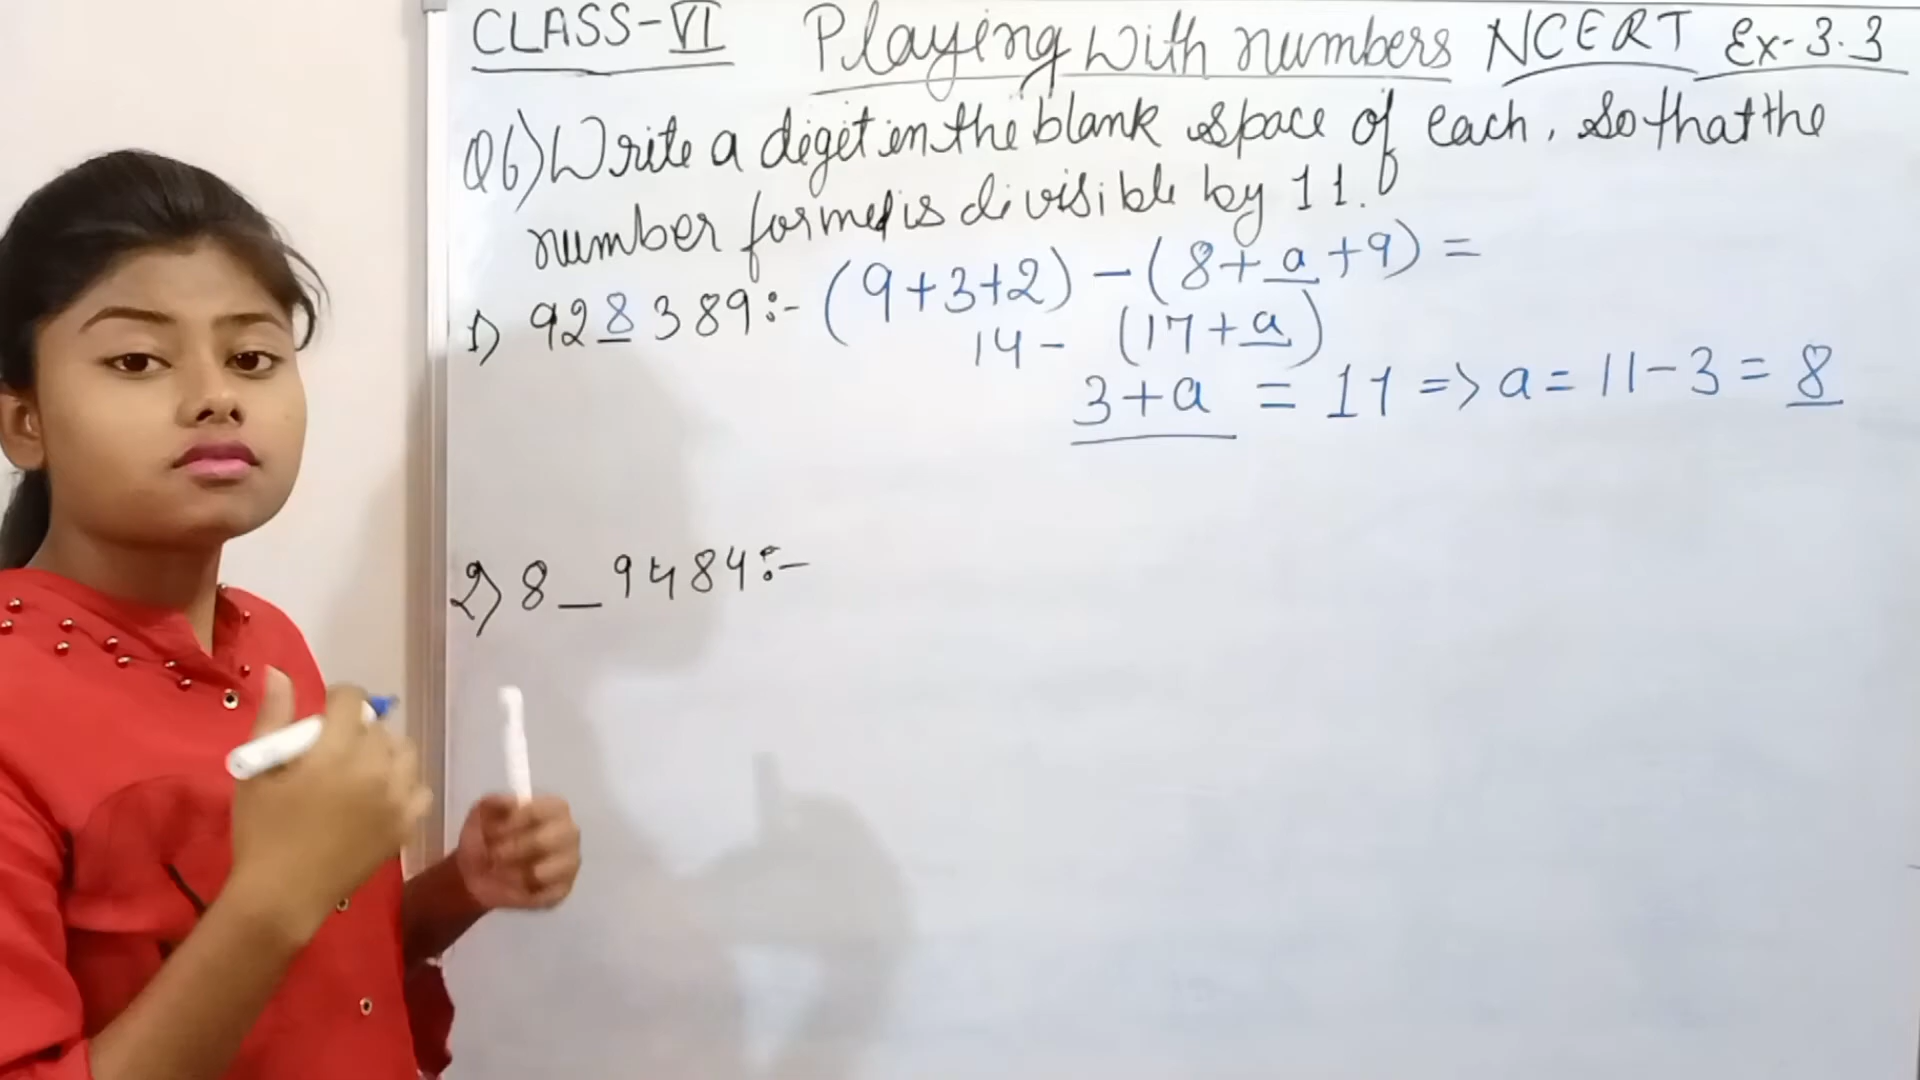 CLASS-VI Playing with numbers NCERT Ex-3.3
Q6) Write a digit in the blank space of each, so that the
number formed is divisible by 11.
1) 928389:- (9+3+2) - (8+a+9) =
14 - (17+a)
3+a = 11 => a = 11-3 = 8
2) 8_9484:-